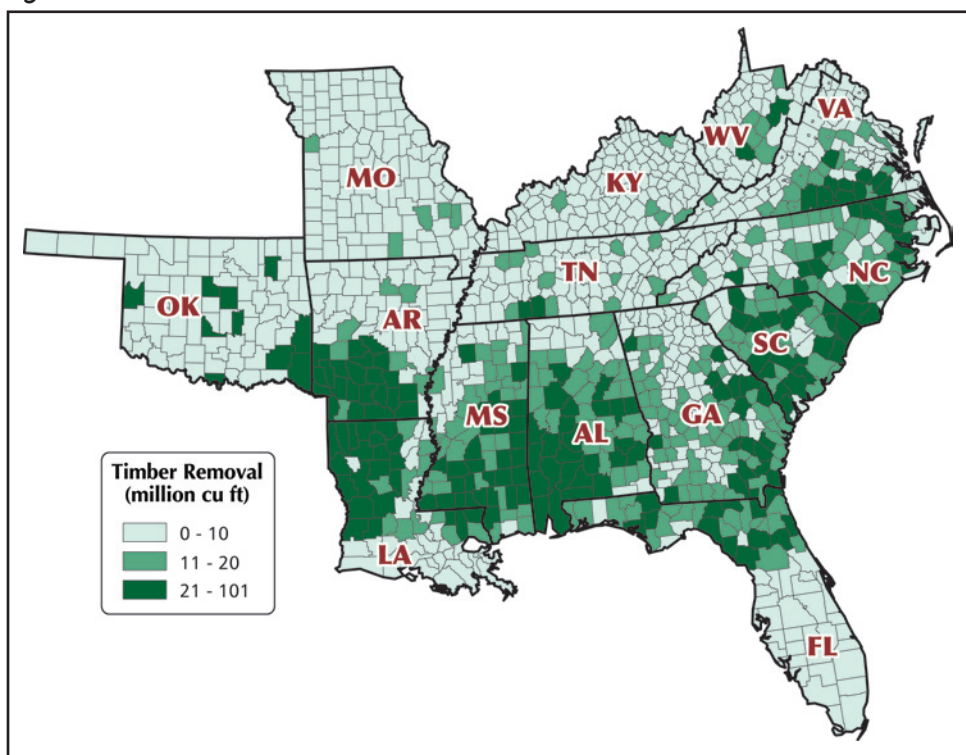 WV
VA
MO
KY
OK
AR
TN
NC
SC
MS
AL
GA
LA
FL
Timber Removal
(million cu ft)
0 - 10
11 - 20
21 - 101